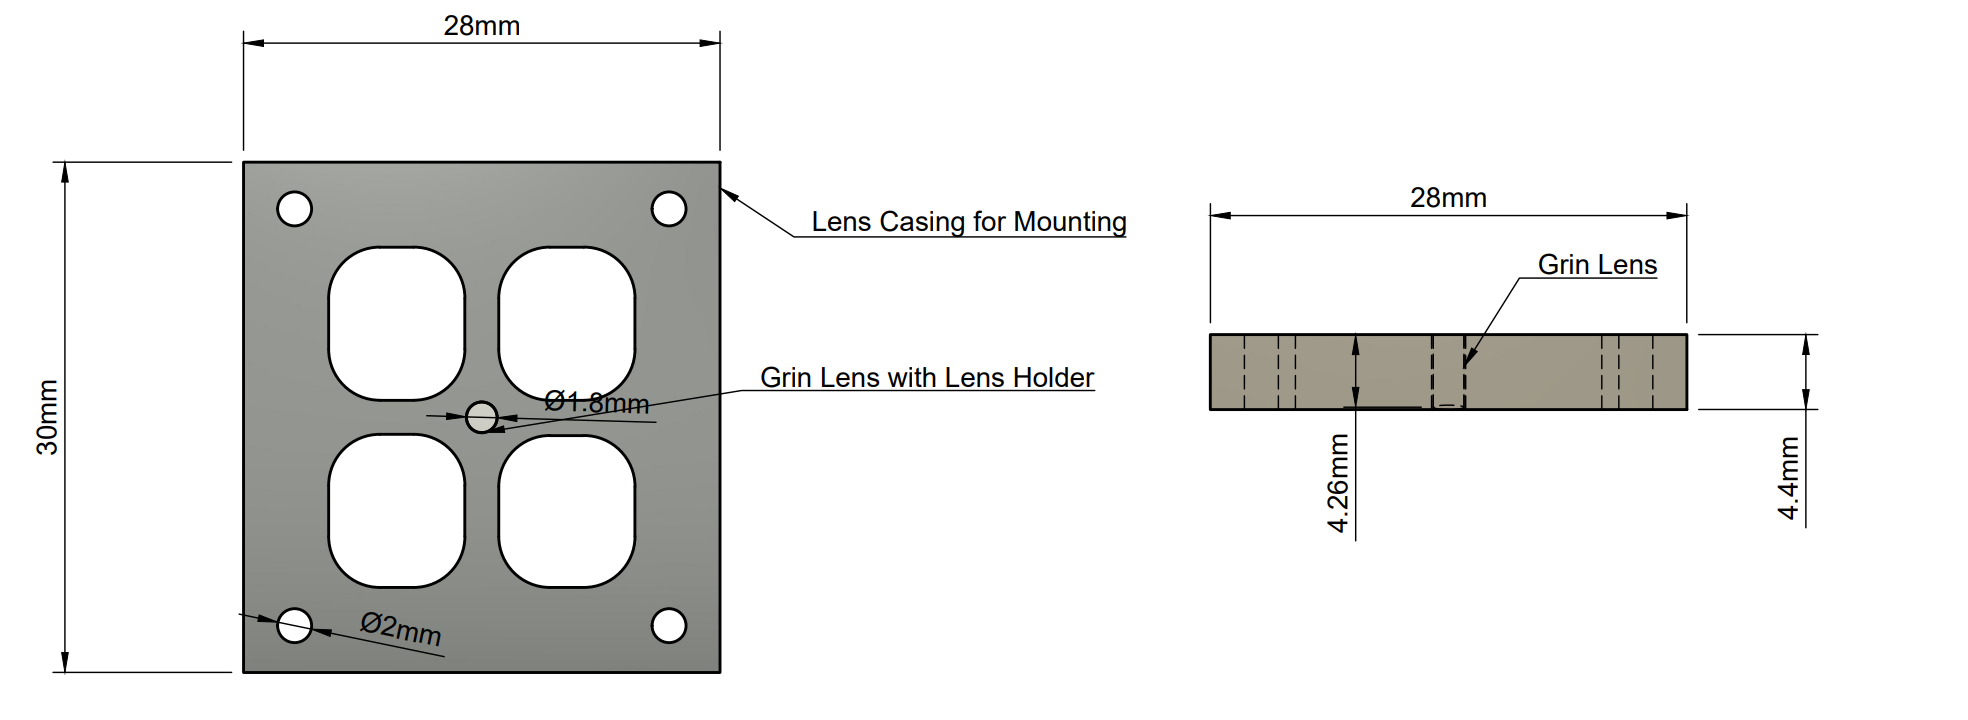 28mm
Lens Casing for Mounting
28mm
Grin Lens
Grin Lens with Lens Holder
Ø1.8mm
30mm
4.26mm
4.4mm
Ø2mm